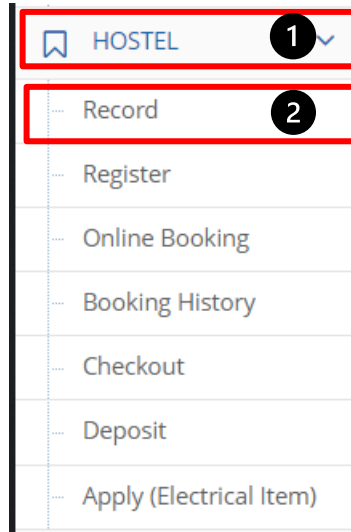 HOSTEL 1
Record 2
Register
Online Booking
Booking History
Checkout
Deposit
Apply (Electrical Item)